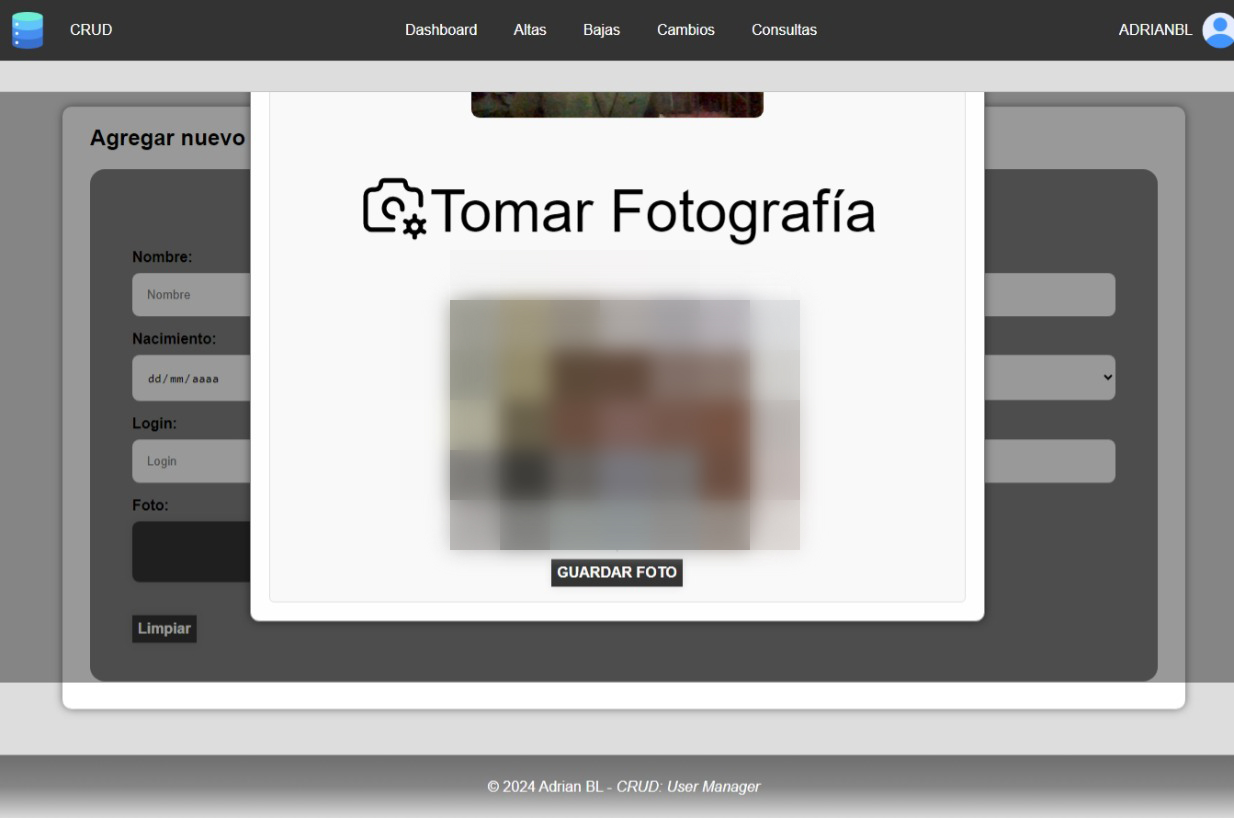 CRUD
Dashboard Altas Bajas Cambios Consultas
ADRIANBL
Agregar nuevo
Tomar Fotografía
Nombre:
Nombre
Nacimiento:
dd/mm/aaaa
Login:
Login
Foto:
GUARDAR FOTO
Limpiar
© 2024 Adrian BL - CRUD: User Manager